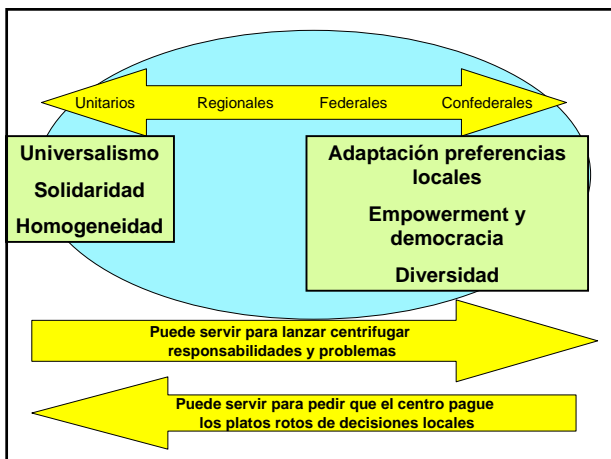 Unitarios Regionales Federales Confederales
Universalismo
Solidaridad
Homogeneidad
Adaptación preferencias
locales
Empowerment y
democracia
Diversidad
Puede servir para lanzar centrifugar
responsabilidades y problemas
Puede servir para pedir que el centro pague
los platos rotos de decisiones locales